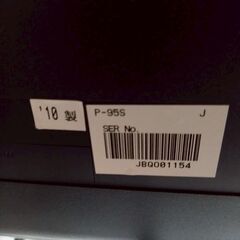 '10 製
P-95S J
SER No.
JBQ001154